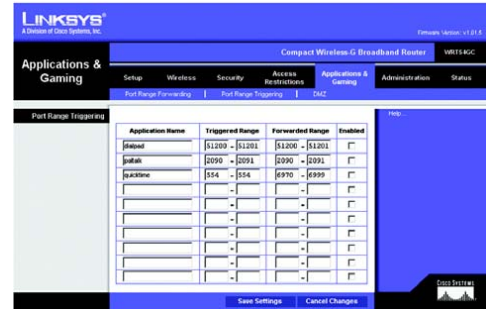 LINKSYS®
A Division of Cisco Systems, Inc.
Firmware Version: v1.01.5
Applications & Gaming
Compact Wireless-G Broadband Router
WRT54GC
Setup Wireless Security Access Restrictions Applications & Gaming Administration Status
Port Range Forwarding | Port Range Triggering | DMZ
Port Range Triggering
Help...
Application Name Triggered Range Forwarded Range Enabled
dialpad 51200 - 51201 51200 - 51201
paltalk 2090 - 2091 2090 - 2091
quicktime 554 - 554 6970 - 6999
-
-
-
-
-
-
-
Save Settings Cancel Changes
CISCO SYSTEMS